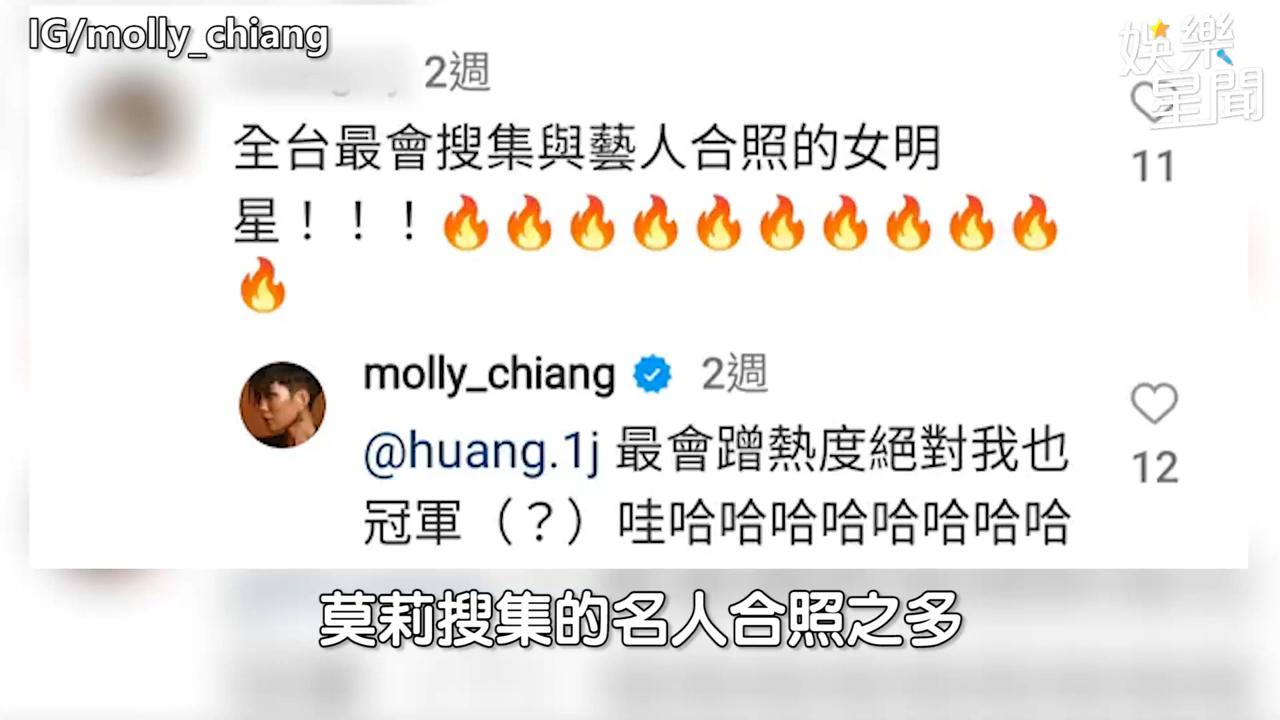 IG/molly_chiang
娛樂
星聞
2週
全台最會搜集與藝人合照的女明
星！！！🔥🔥🔥🔥🔥🔥🔥🔥🔥🔥
🔥
11
molly_chiang 2週
@huang.1j 最會蹭熱度絕對我也
冠軍（？）哇哈哈哈哈哈哈哈哈
12
莫莉搜集的名人合照之多